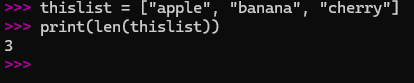 >>> thislist = ["apple", "banana", "cherry"]
>>> print(len(thislist))
3
>>>